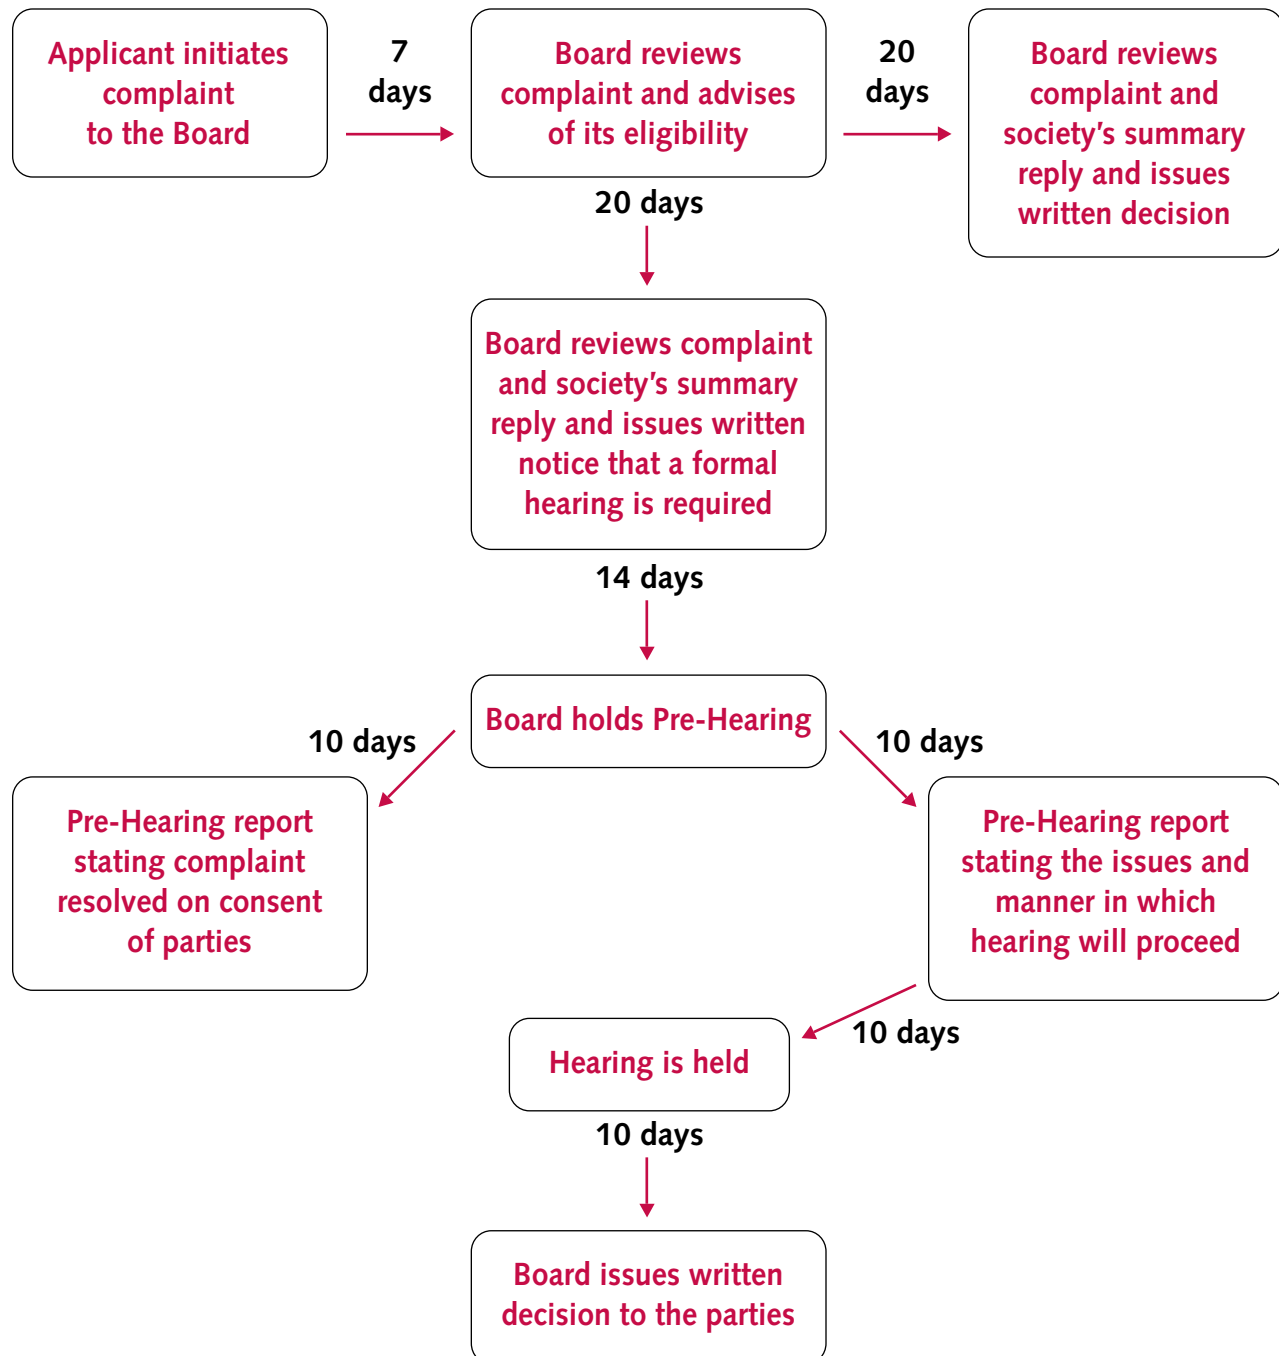 Applicant initiates
complaint
to the Board
7
days
Board reviews
complaint and advises
of its eligibility
20
days
Board reviews
complaint and
society’s summary
reply and issues
written decision
20 days
Board reviews complaint
and society’s summary
reply and issues written
notice that a formal
hearing is required
14 days
Board holds Pre-Hearing
10 days
10 days
Pre-Hearing report
stating complaint
resolved on consent
of parties
Pre-Hearing report
stating the issues and
manner in which
hearing will proceed
10 days
Hearing is held
10 days
Board issues written
decision to the parties